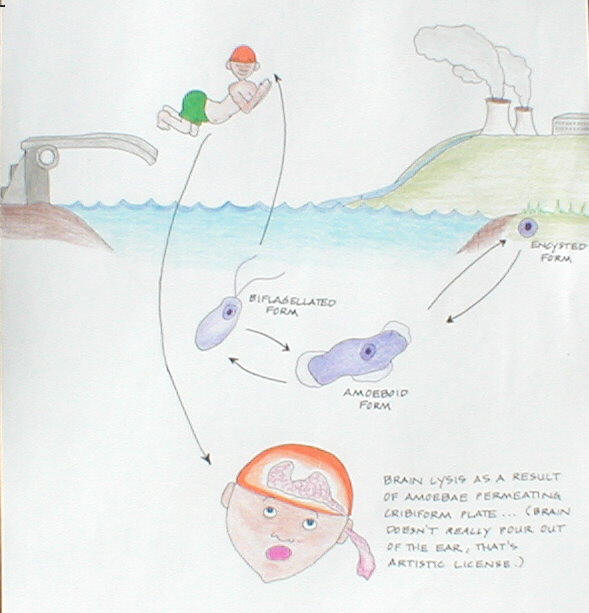 ENCYSTED
FORM
BIFLAGELLATED
FORM
AMOEBOID
FORM
BRAIN LYSIS AS A RESULT
OF AMOEBAE PERMEATING
CRIBIFORM PLATE... (BRAIN
DOESN'T REALLY POUR OUT
OF THE EAR, THAT'S
ARTISTIC LICENSE.)